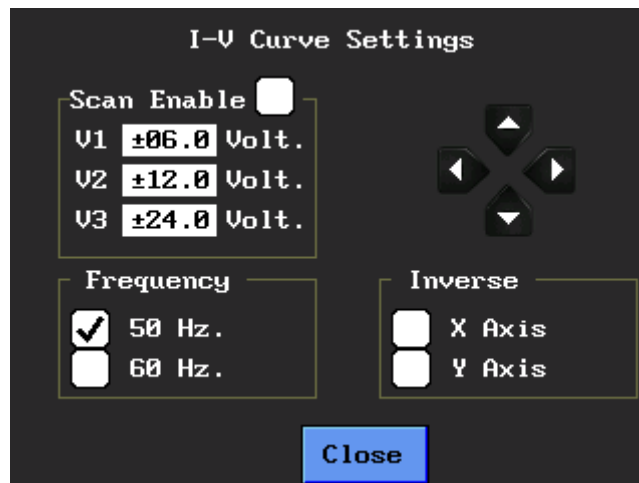 I-V Curve Settings
Scan Enable
V1 ±06.0 Volt.
V2 ±12.0 Volt.
V3 ±24.0 Volt.
Frequency
50 Hz.
60 Hz.
Inverse
X Axis
Y Axis
Close